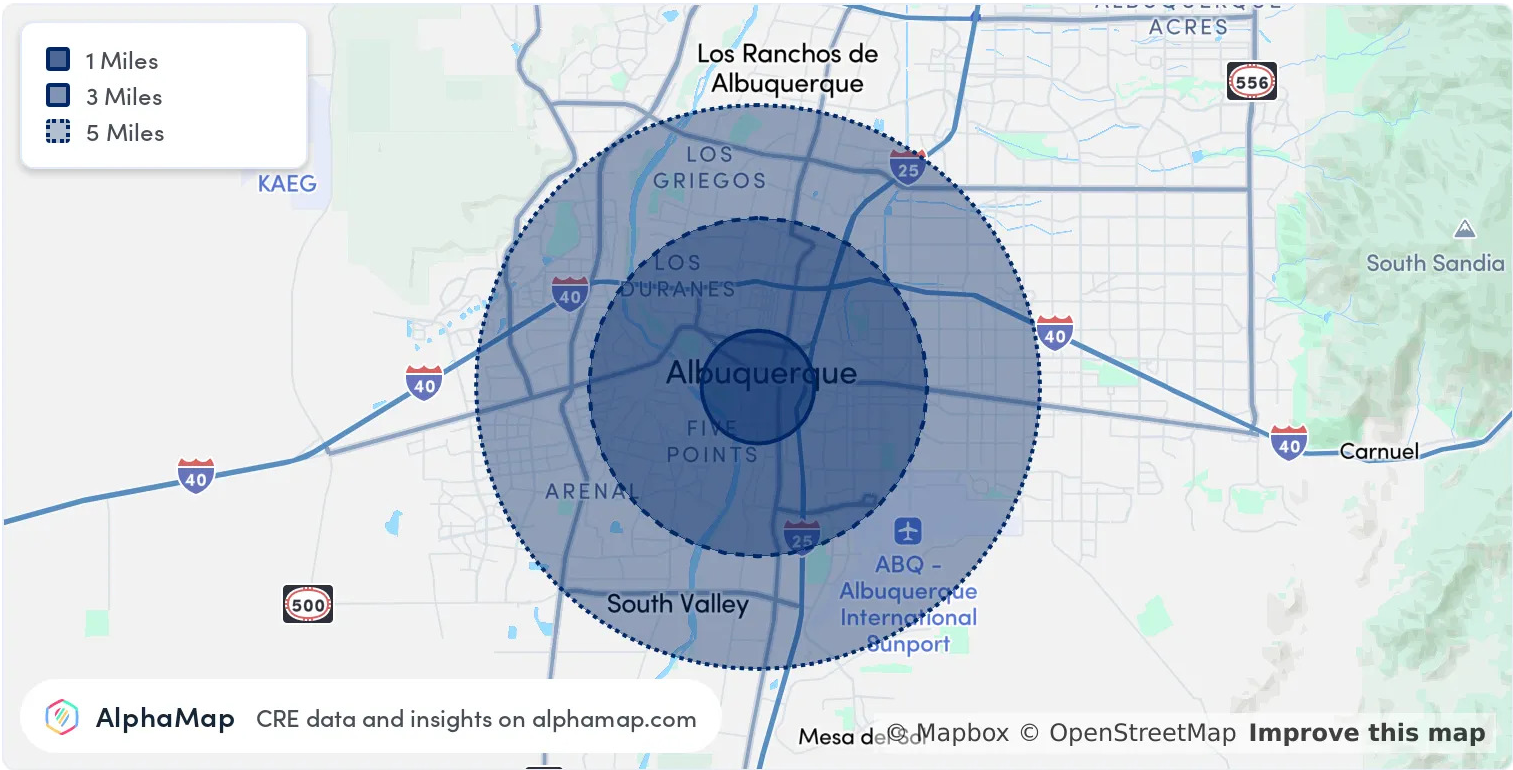 1 Miles
3 Miles
5 Miles
ALBUQUERQUE
ACRES
Los Ranchos de
Albuquerque
556
KAEG
LOS
GRIEGOS
25
South Sandia
LOS
DURANES
40
40
40
Albuquerque
FIVE
POINTS
40
Carnuel
40
ARENAL
25
ABQ -
Albuquerque
International
Sunport
500
South Valley
AlphaMap CRE data and insights on alphamap.com
Mesa del Sol
© Mapbox © OpenStreetMap Improve this map